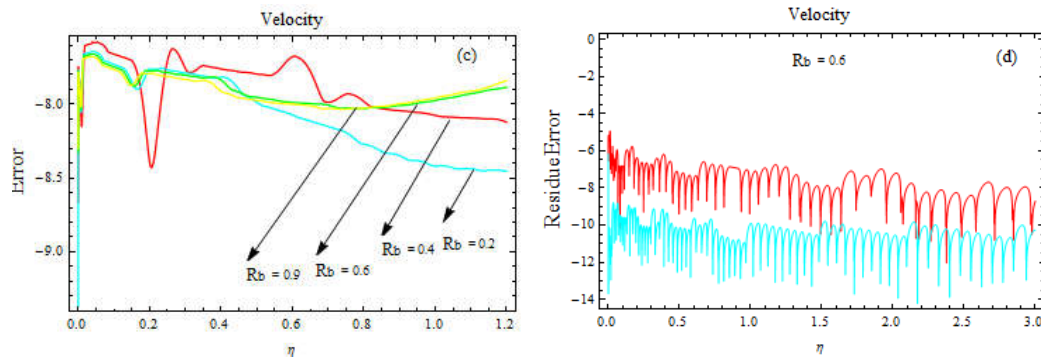 Velocity
(c)
Error
-8.0
-8.5
-9.0
Rb = 0.9
Rb = 0.6
Rb = 0.4
Rb = 0.2
0.0 0.2 0.4 0.6 0.8 1.0 1.2
η
Velocity
Rb = 0.6
(d)
Residue Error
0
-2
-4
-6
-8
-10
-12
-14
0.0 0.5 1.0 1.5 2.0 2.5 3.0
η